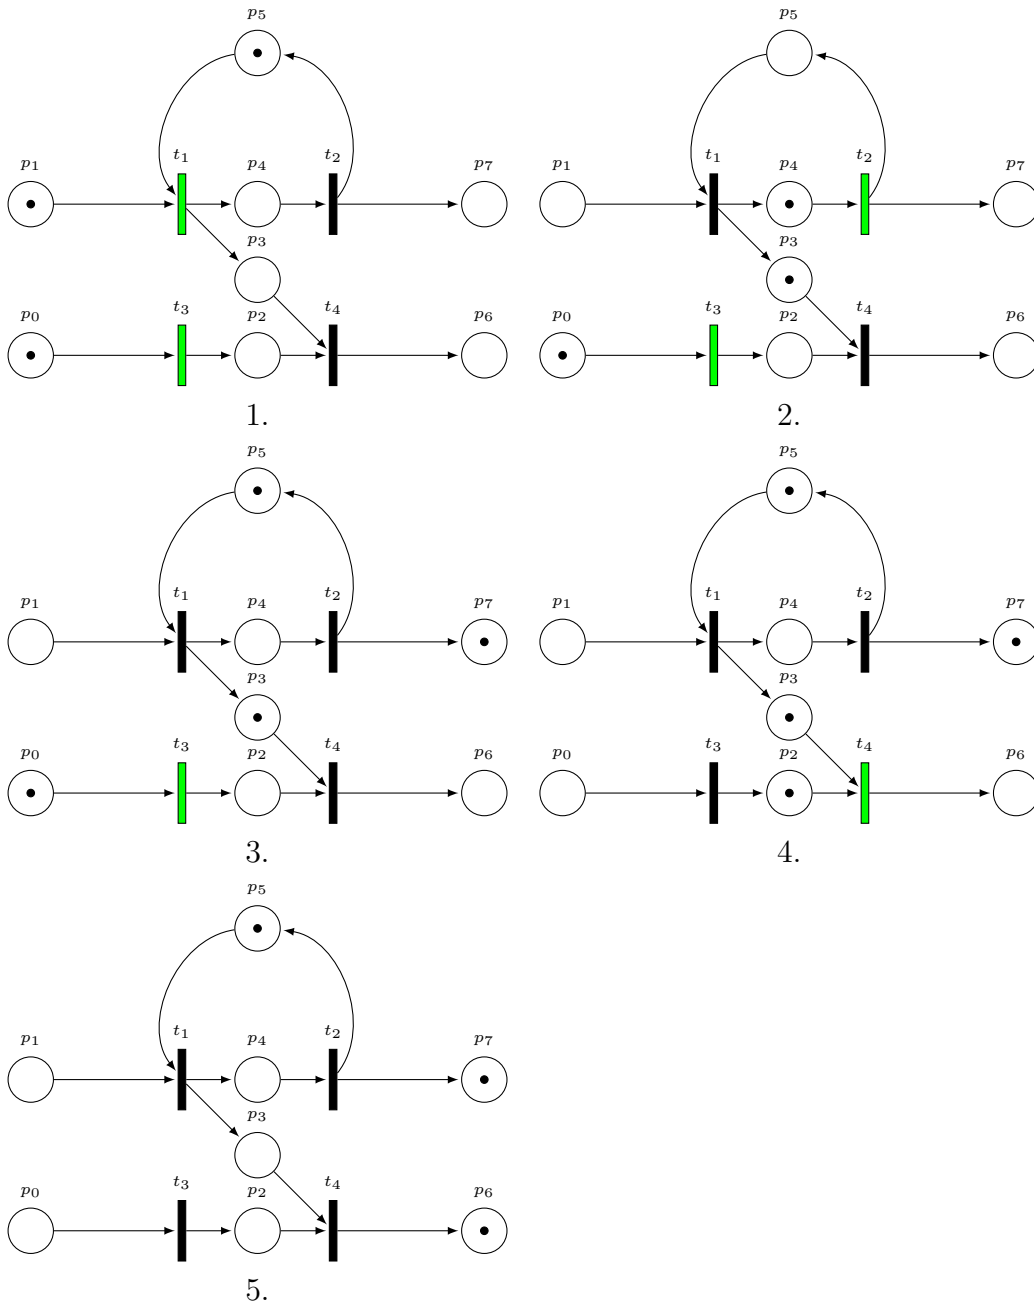 p5 p5
t1 t2 t1 t2
p1 p4 p7 p1 p4 p7
p3 p3
t3 t4 t3 t4
p0 p2 p6 p0 p2 p6
1. 2.
p5 p5
t1 t2 t1 t2
p1 p4 p7 p1 p4 p7
p3 p3
t3 t4 t3 t4
p0 p2 p6 p0 p2 p6
3. 4.
p5
t1 t2
p1 p4 p7
p3
t3 t4
p0 p2 p6
5.